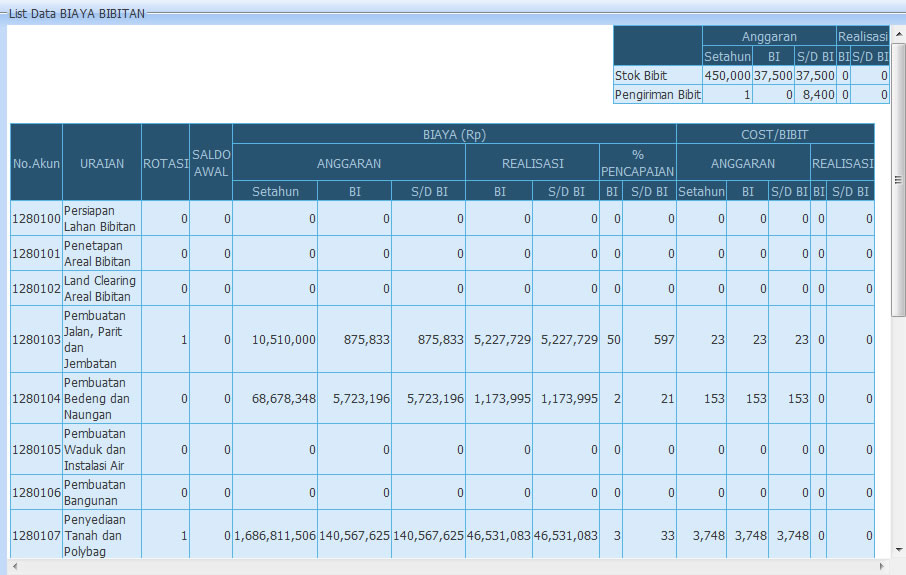 List Data BIAYA BIBITAN
Anggaran Realisasi
Setahun BI S/D BI BI S/D BI
Stok Bibit 450,000 37,500 37,500 0 0
Pengiriman Bibit 1 0 8,400 0 0
No.Akun URAIAN ROTASI SALDO AWAL BIAYA (Rp) COST/BIBIT
ANGGARAN REALISASI % PENCAPAIAN ANGGARAN REALISASI
Setahun BI S/D BI BI S/D BI BI S/D BI Setahun BI S/D BI BI S/D BI
1280100 Persiapan Lahan Bibitan 0 0 0 0 0 0 0 0 0 0 0 0 0 0
1280101 Penetapan Areal Bibitan 0 0 0 0 0 0 0 0 0 0 0 0 0 0
1280102 Land Clearing Areal Bibitan 0 0 0 0 0 0 0 0 0 0 0 0 0 0
1280103 Pembuatan Jalan, Parit dan Jembatan 1 0 10,510,000 875,833 875,833 5,227,729 5,227,729 50 597 23 23 23 0 0
1280104 Pembuatan Bedeng dan Naungan 0 0 68,678,348 5,723,196 5,723,196 1,173,995 1,173,995 2 21 153 153 153 0 0
1280105 Pembuatan Waduk dan Instalasi Air 0 0 0 0 0 0 0 0 0 0 0 0 0 0
1280106 Pembuatan Bangunan 0 0 0 0 0 0 0 0 0 0 0 0 0 0
1280107 Penyediaan Tanah dan Polybag 1 0 1,686,811,506 140,567,625 140,567,625 46,531,083 46,531,083 3 33 3,748 3,748 3,748 0 0